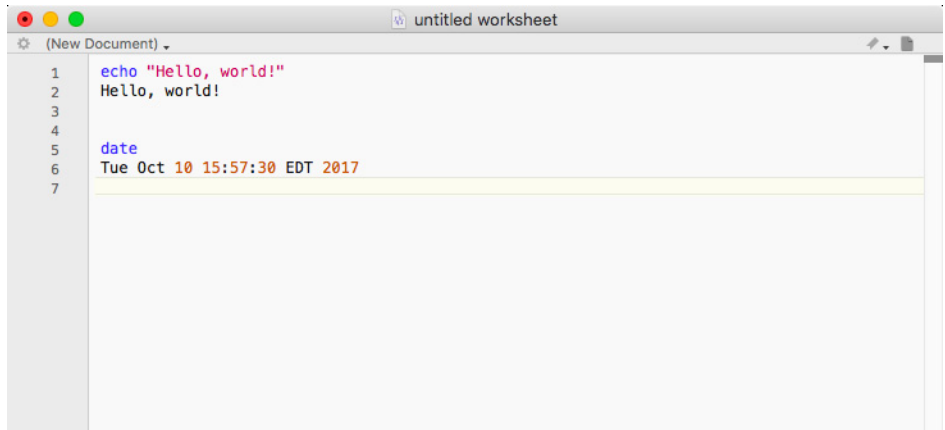 untitled worksheet
(New Document)
1 echo "Hello, world!"
2 Hello, world!
3
4
5 date
6 Tue Oct 10 15:57:30 EDT 2017
7